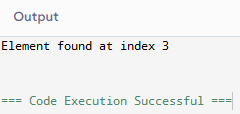 Output
Element found at index 3
=== Code Execution Successful ===